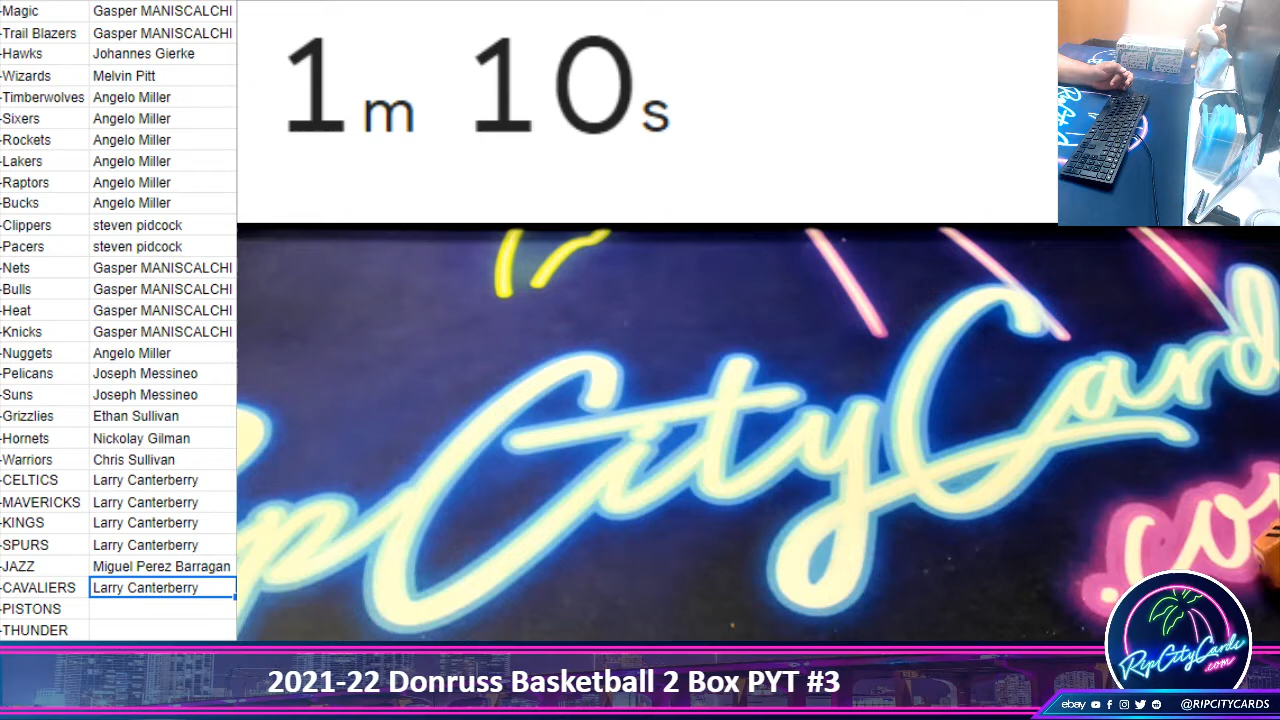 -Magic Gasper MANISCALCHI
-Trail Blazers Gasper MANISCALCHI
-Hawks Johannes Gierke
-Wizards Melvin Pitt
-Timberwolves Angelo Miller
-Sixers Angelo Miller
-Rockets Angelo Miller
-Lakers Angelo Miller
-Raptors Angelo Miller
-Bucks Angelo Miller
-Clippers steven pidcock
-Pacers steven pidcock
-Nets Gasper MANISCALCHI
-Bulls Gasper MANISCALCHI
-Heat Gasper MANISCALCHI
-Knicks Gasper MANISCALCHI
-Nuggets Angelo Miller
-Pelicans Joseph Messineo
-Suns Joseph Messineo
-Grizzlies Ethan Sullivan
-Hornets Nickolay Gilman
-Warriors Chris Sullivan
-CELTICS Larry Canterberry
-MAVERICKS Larry Canterberry
-KINGS Larry Canterberry
-SPURS Larry Canterberry
-JAZZ Miguel Perez Barragan
-CAVALIERS Larry Canterberry
-PISTONS
-THUNDER
1m 10s
ipCityCard
.co
RipCityCards
.com
2021-22 Donruss Basketball 2 Box PYT #3
ebay @RIPCITYCARDS